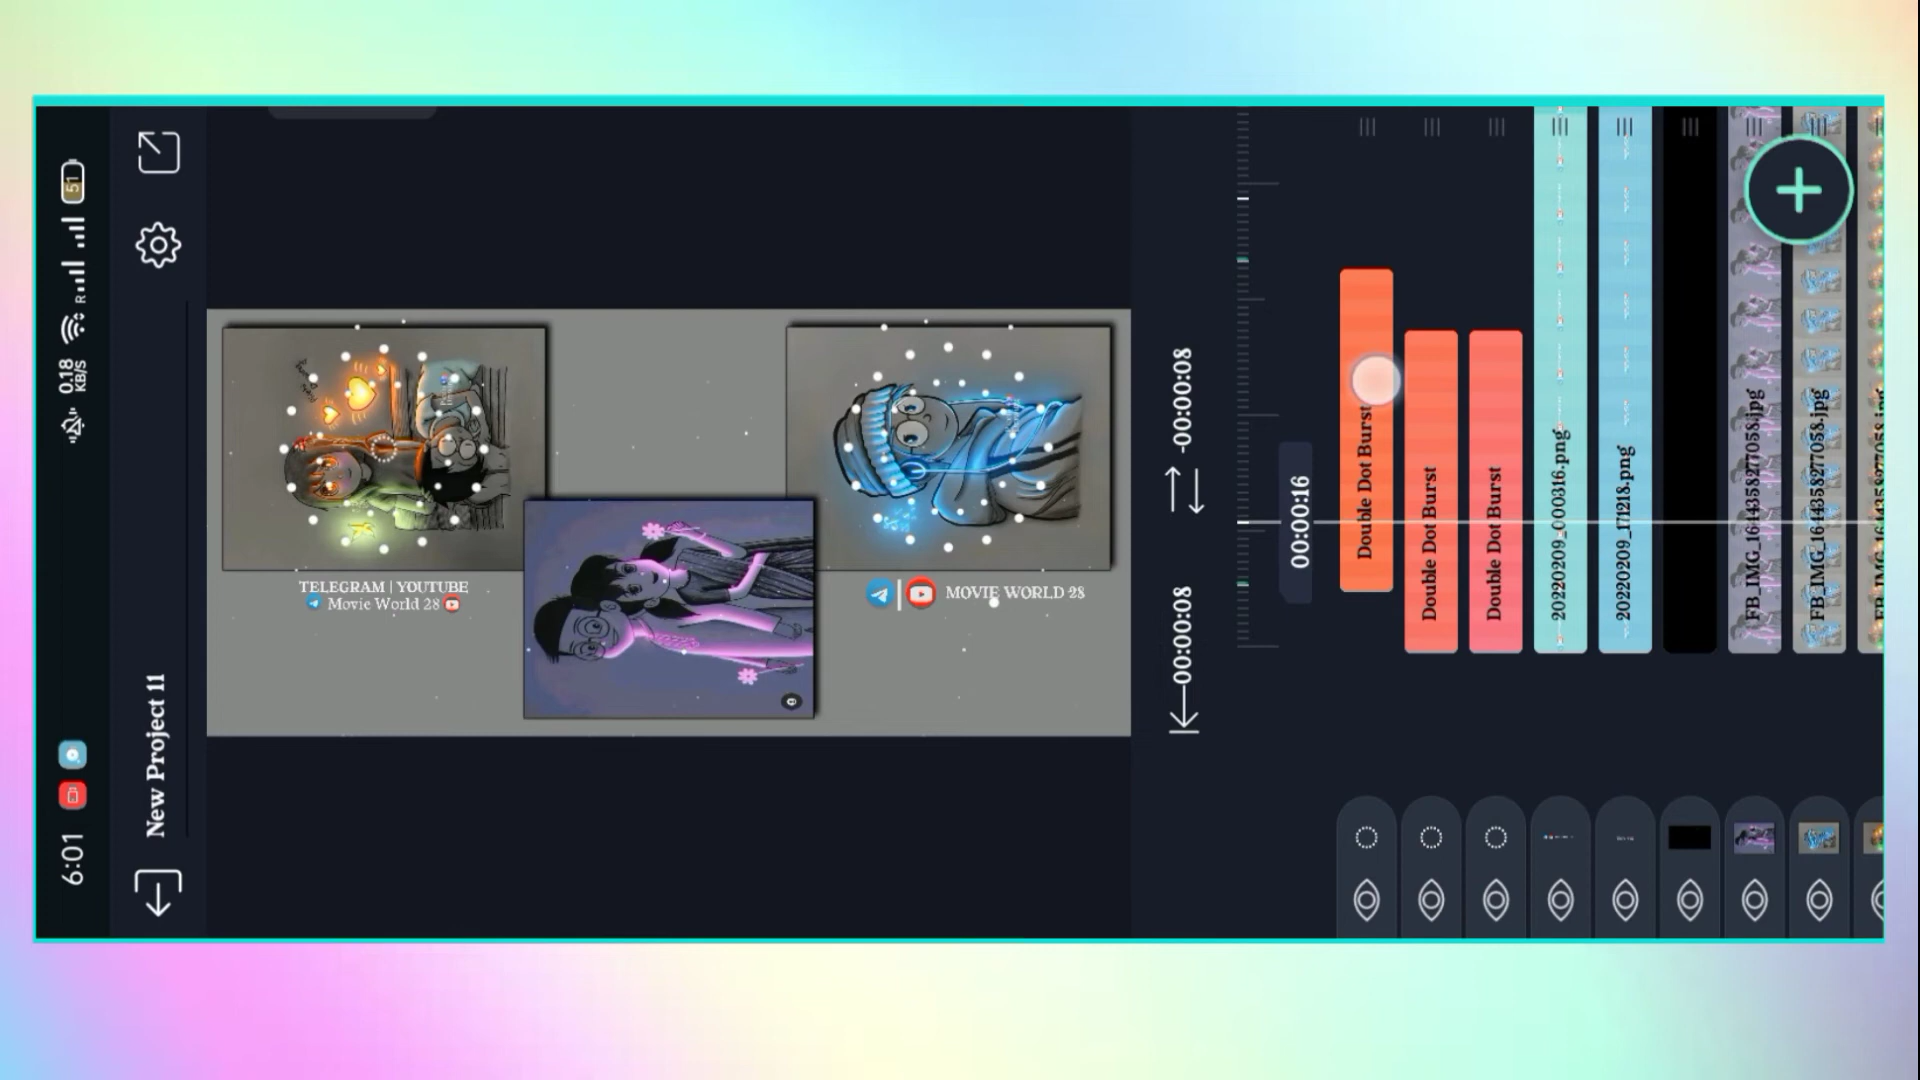 6:01
0.18
KB/S
R
51
New Project 11
TELEGRAM | YOUTUBE
Movie World 28
MOVIE WORLD 28
00:00:08
-00:00:08
00:00:16
Double Dot Burst
Double Dot Burst
Double Dot Burst
20220209_000316.png
20220209_171218.png
FB_IMG_1644358277058.jpg
FB_IMG_1644358277058.jpg